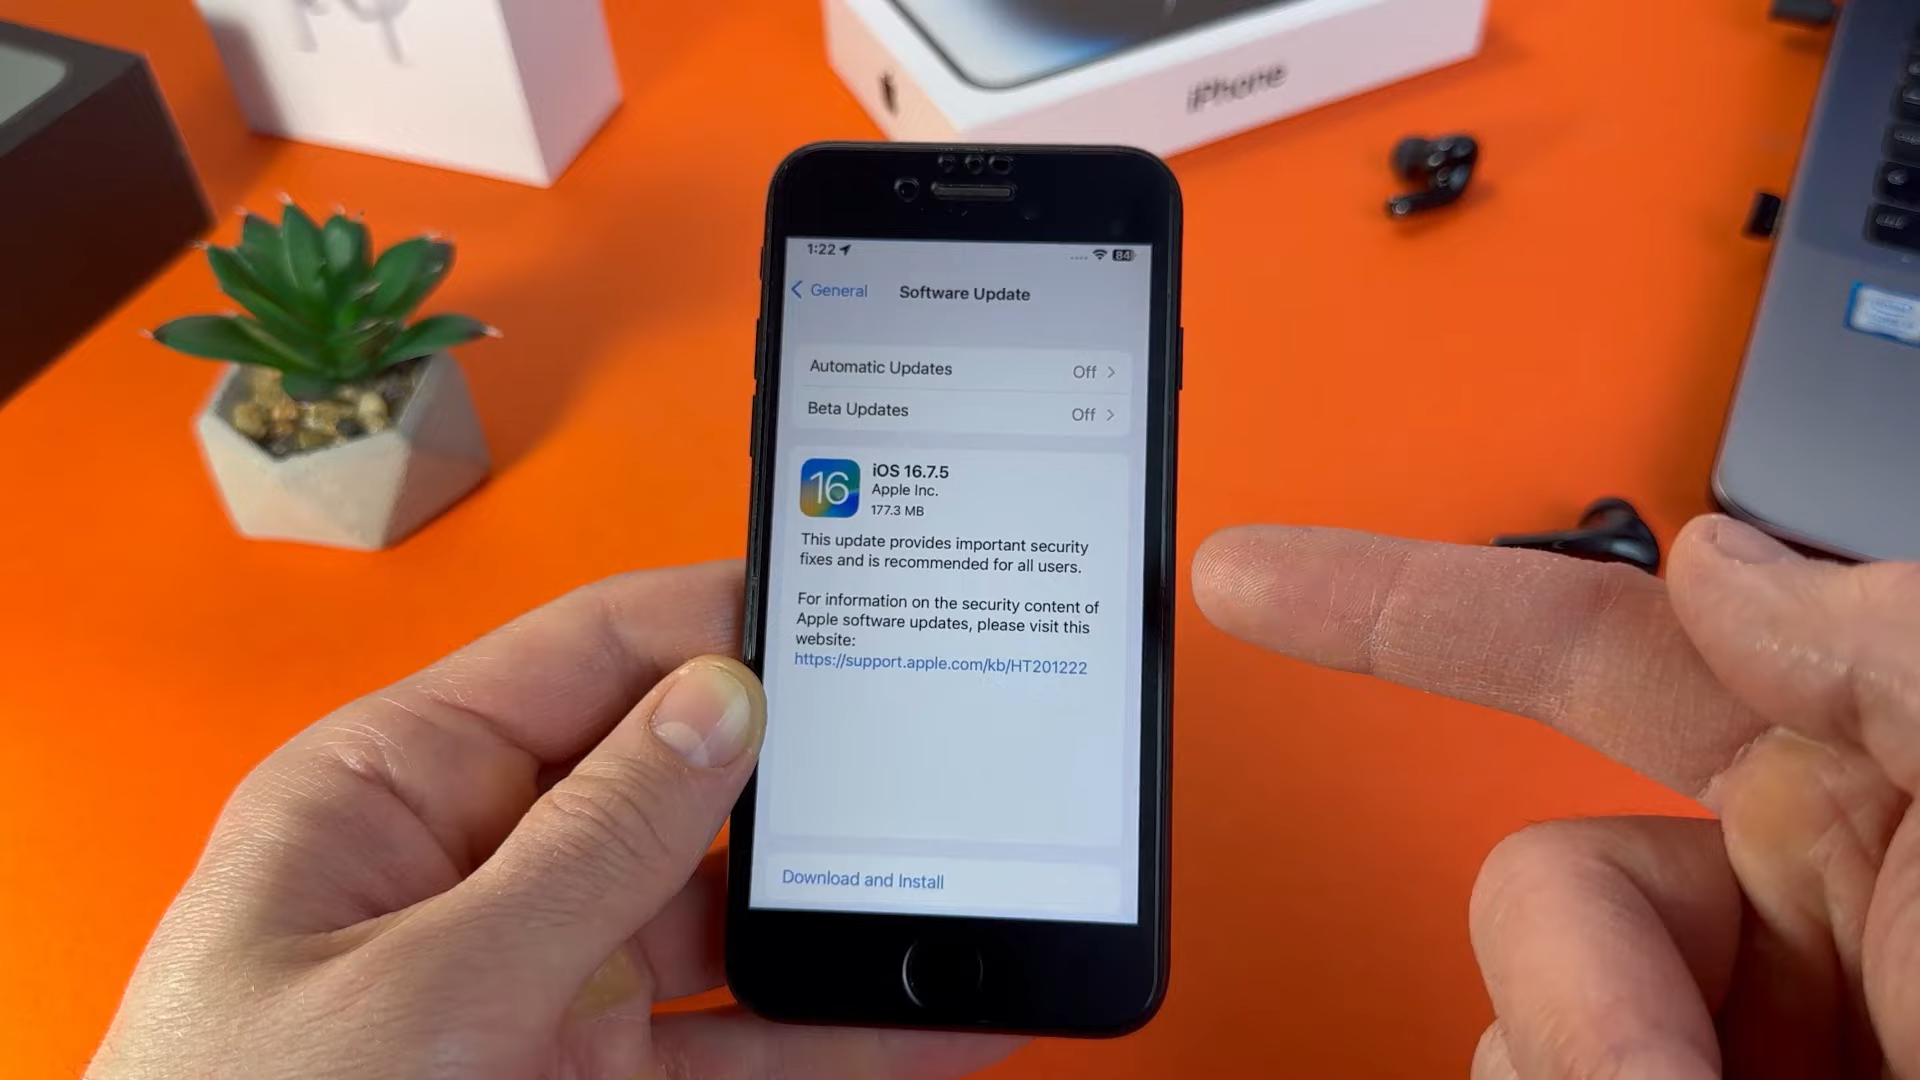 iPhone
1:22
84
General
Software Update
Automatic Updates
Off
Beta Updates
Off
16
iOS 16.7.5
Apple Inc.
177.3 MB
This update provides important security
fixes and is recommended for all users.
For information on the security content of
Apple software updates, please visit this
website:
https://support.apple.com/kb/HT201222
Download and Install